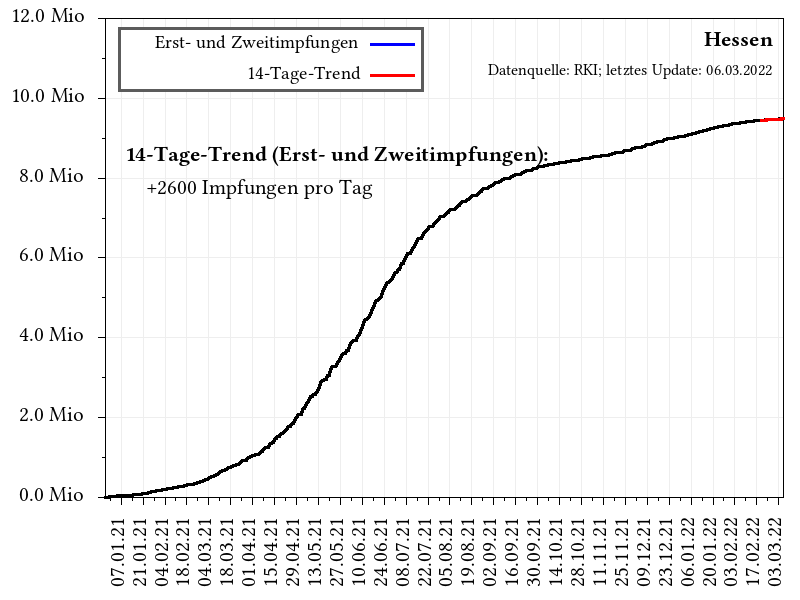 12.0 Mio
10.0 Mio
8.0 Mio
6.0 Mio
4.0 Mio
2.0 Mio
0.0 Mio
Erst- und Zweitimpfungen
14-Tage-Trend
Hessen
Datenquelle: RKI; letztes Update: 06.03.2022
14-Tage-Trend (Erst- und Zweitimpfungen):
+2600 Impfungen pro Tag
07.01.21
21.01.21
04.02.21
18.02.21
04.03.21
18.03.21
01.04.21
15.04.21
29.04.21
13.05.21
27.05.21
10.06.21
24.06.21
08.07.21
22.07.21
05.08.21
19.08.21
02.09.21
16.09.21
30.09.21
14.10.21
28.10.21
11.11.21
25.11.21
09.12.21
23.12.21
06.01.22
20.01.22
03.02.22
17.02.22
03.03.22